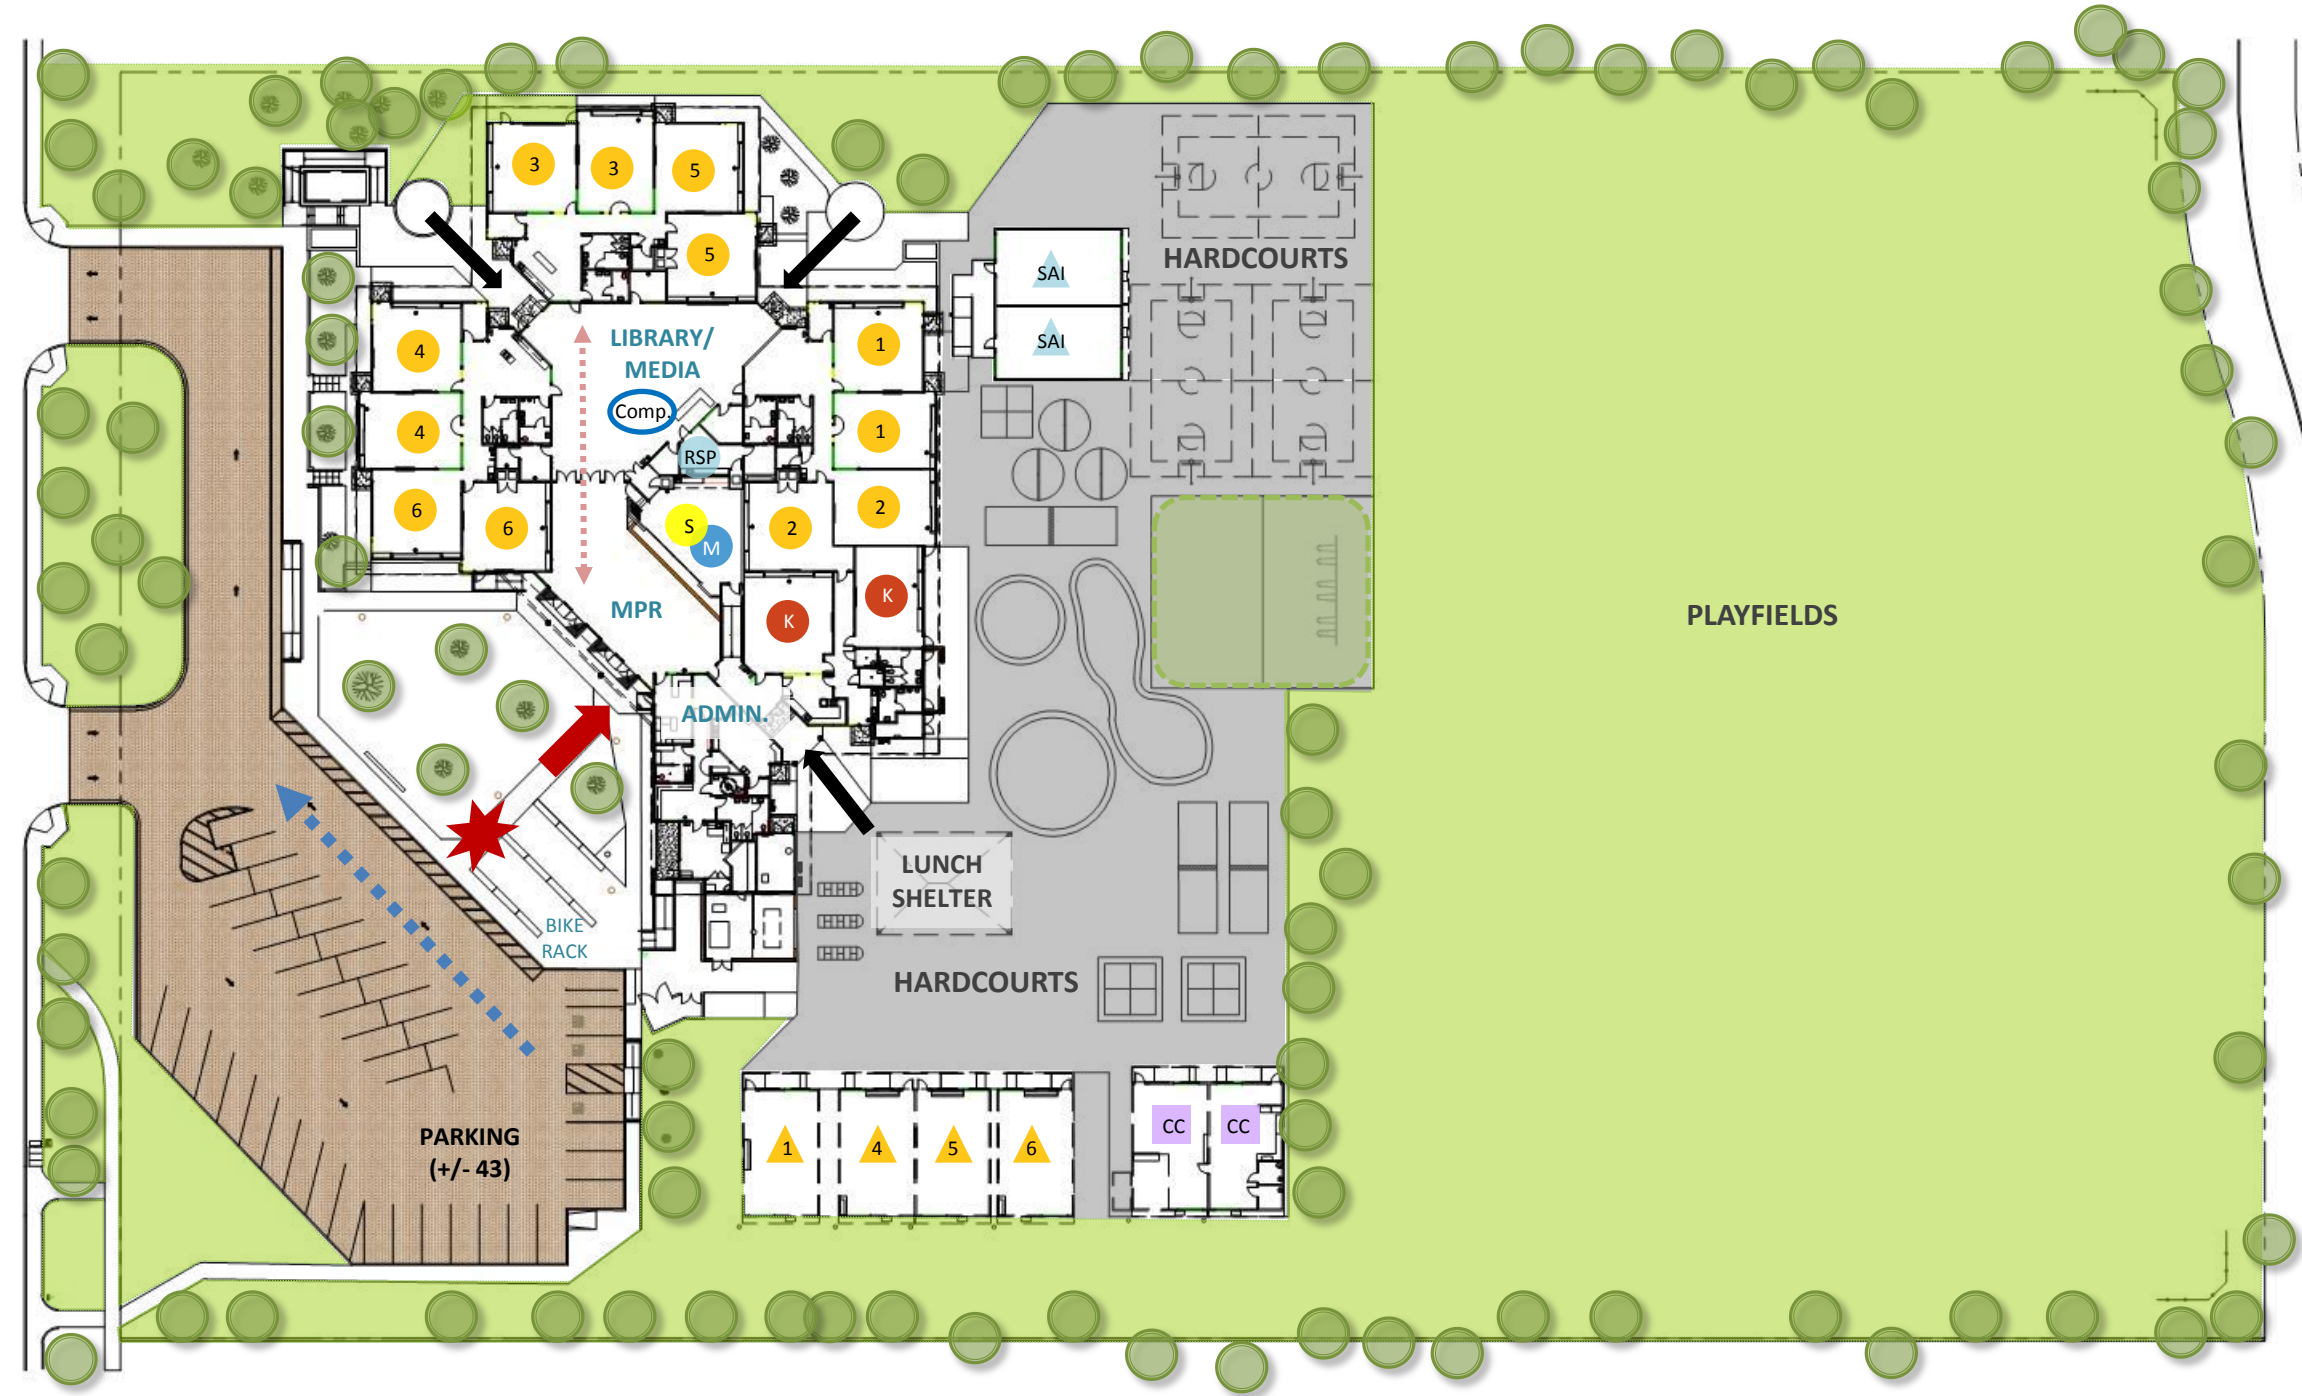 3
3
5
5
HARDCOURTS
SAI
SAI
LIBRARY/
MEDIA
Comp.
RSP
4
4
6
6
1
1
2
2
S
M
K
K
MPR
ADMIN.
PLAYFIELDS
LUNCH
SHELTER
BIKE
RACK
HARDCOURTS
PARKING
(+/- 43)
1
4
5
6
CC
CC